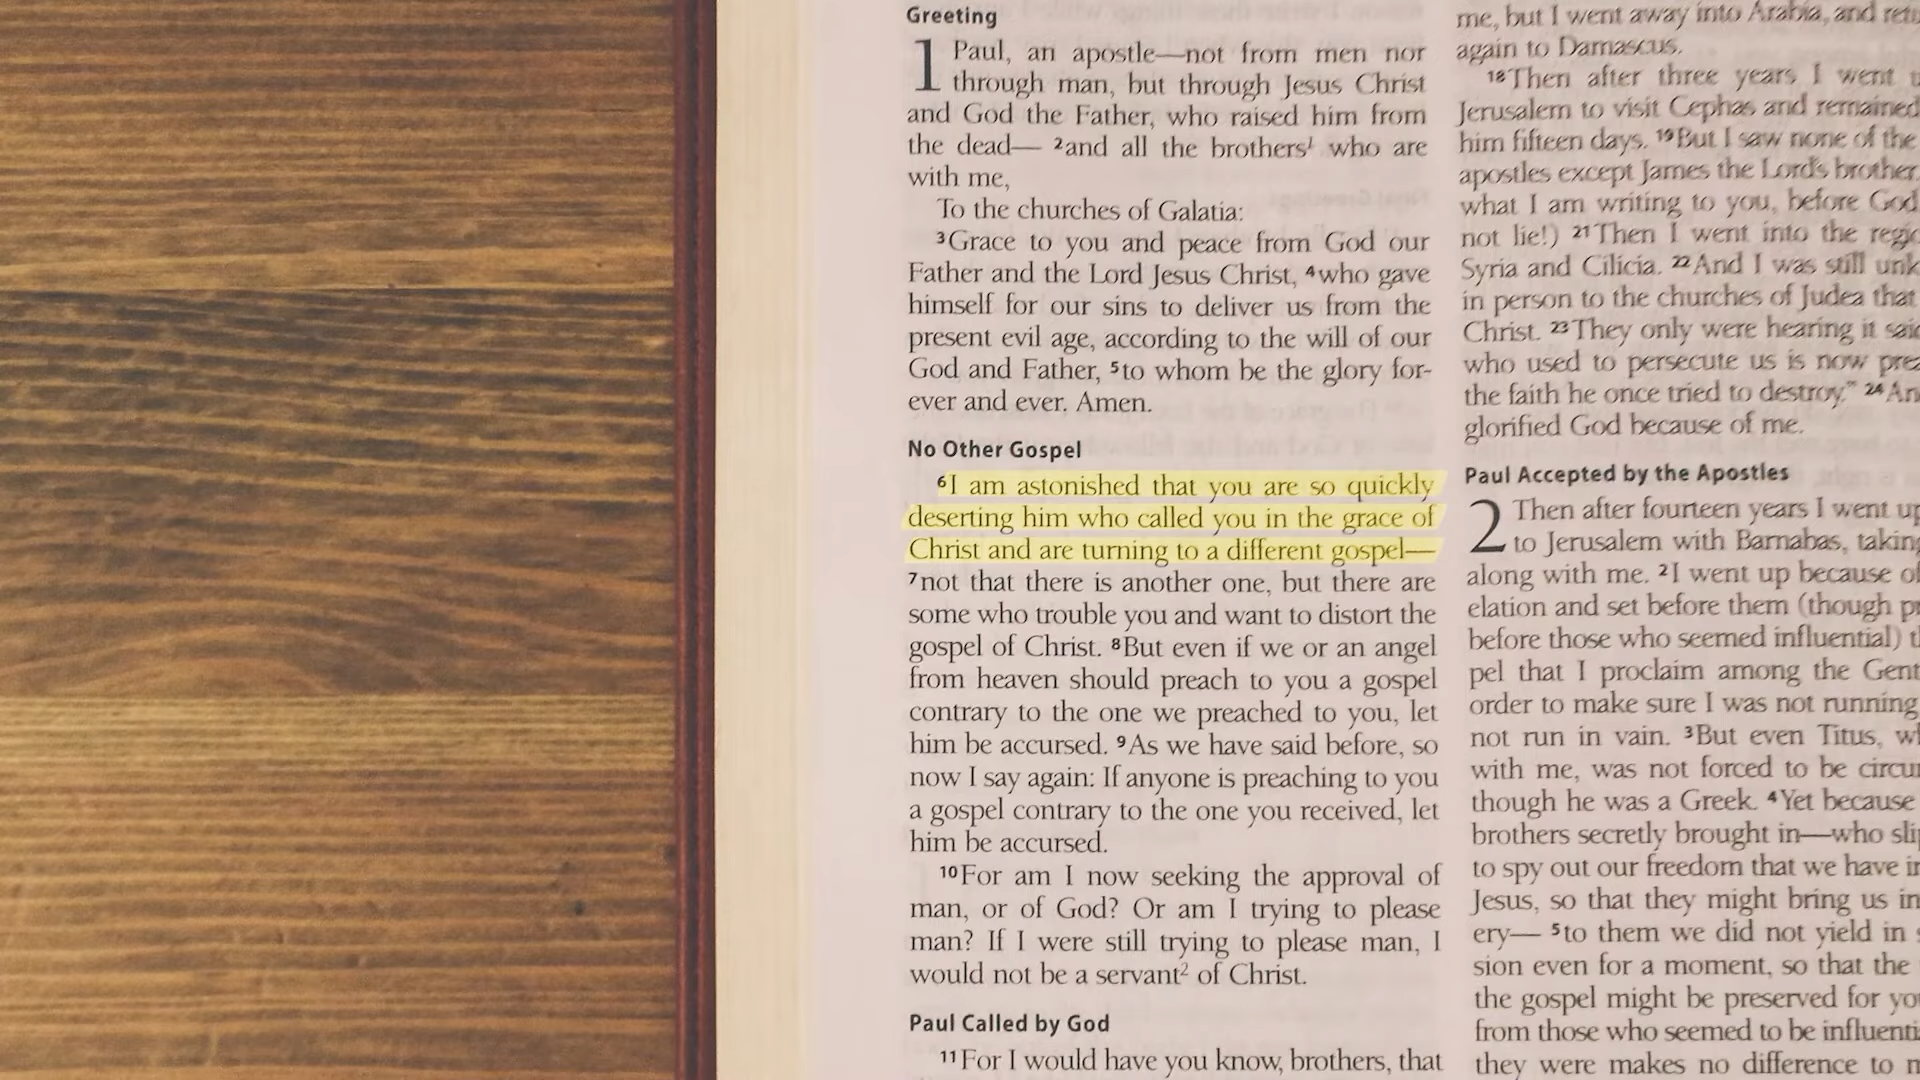 Greeting
1 Paul, an apostle—not from men nor
through man, but through Jesus Christ
and God the Father, who raised him from
the dead— 2and all the brothers1 who are
with me,
To the churches of Galatia:
3Grace to you and peace from God our
Father and the Lord Jesus Christ, 4who gave
himself for our sins to deliver us from the
present evil age, according to the will of our
God and Father, 5to whom be the glory for-
ever and ever. Amen.
No Other Gospel
6I am astonished that you are so quickly
deserting him who called you in the grace of
Christ and are turning to a different gospel—
7not that there is another one, but there are
some who trouble you and want to distort the
gospel of Christ. 8But even if we or an angel
from heaven should preach to you a gospel
contrary to the one we preached to you, let
him be accursed. 9As we have said before, so
now I say again: If anyone is preaching to you
a gospel contrary to the one you received, let
him be accursed.
10For am I now seeking the approval of
man, or of God? Or am I trying to please
man? If I were still trying to please man, I
would not be a servant2 of Christ.
Paul Called by God
11For I would have you know, brothers, that
me, but I went away into Arabia, and
again to Damascus.
18Then after three years I went
Jerusalem to visit Cephas and remained
him fifteen days. 19But I saw none of the
apostles except James the Lord's brother.
what I am writing to you, before God,
not lie!) 21Then I went into the
Syria and Cilicia. 22And I was still
in person to the churches of Judea that
Christ. 23They only were hearing it
who used to persecute us is now
the faith he once tried to destroy." 24
glorified God because of me.
Paul Accepted by the Apostles
2 Then after fourteen years I went
to Jerusalem with Barnabas,
along with me. 2I went up because
elation and set before them (though
before those who seemed influential)
pel that I proclaim among the
order to make sure I was not running
not run in vain. 3But even Titus,
with me, was not forced to be
though he was a Greek. 4Yet because
brothers secretly brought in—who
to spy out our freedom that we have
Jesus, so that they might bring us
ery— 5to them we did not yield in
sion even for a moment, so that the
the gospel might be preserved for
from those who seemed to be
they were makes no difference to